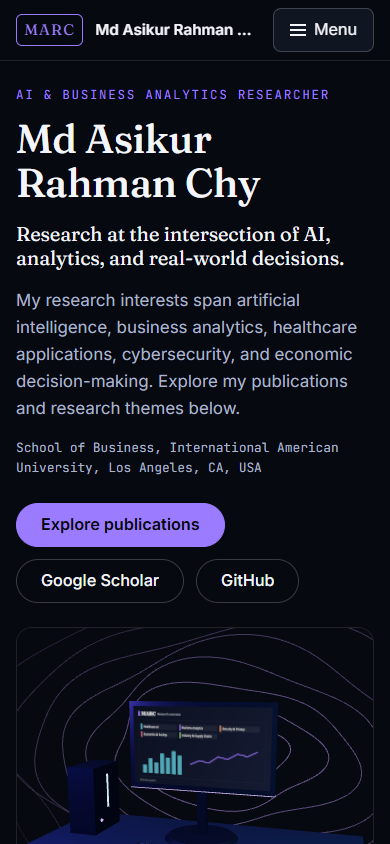 MARC Md Asikur Rahman ... Menu
AI & BUSINESS ANALYTICS RESEARCHER
Md Asikur
Rahman Chy
Research at the intersection of AI,
analytics, and real-world decisions.
My research interests span artificial
intelligence, business analytics, healthcare
applications, cybersecurity, and economic
decision-making. Explore my publications
and research themes below.
School of Business, International American
University, Los Angeles, CA, USA
Explore publications
Google Scholar GitHub
MARC